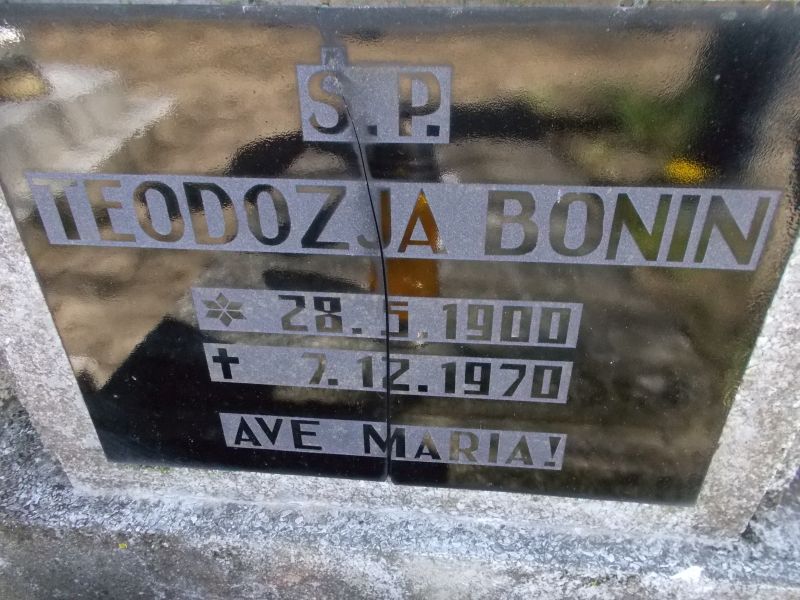 Ś.P.
TEODOZJA BONIN
* 28.5.1900
✝ 7.12.1970
AVE MARIA!